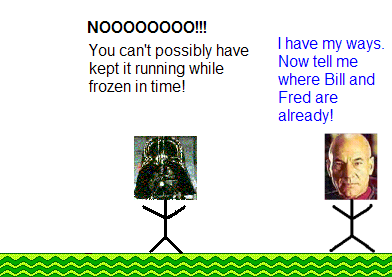 NOOOOOOOO!!!
You can't possibly have
kept it running while
frozen in time!
I have my ways.
Now tell me
where Bill and
Fred are
already!